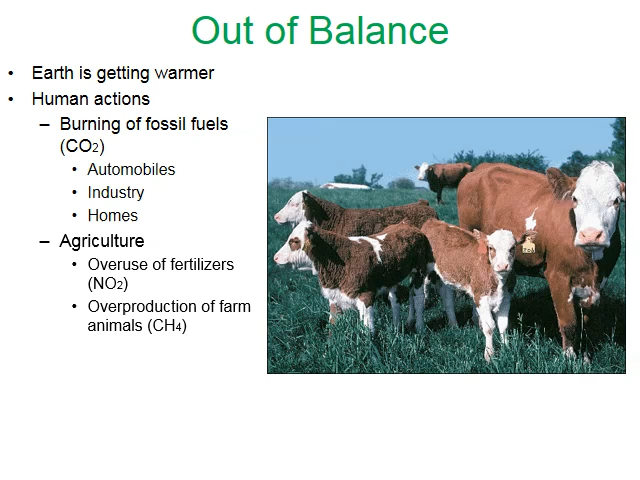 Out of Balance
• Earth is getting warmer
• Human actions
– Burning of fossil fuels
(CO2)
• Automobiles
• Industry
• Homes
– Agriculture
• Overuse of fertilizers
(NO2)
• Overproduction of farm
animals (CH4)